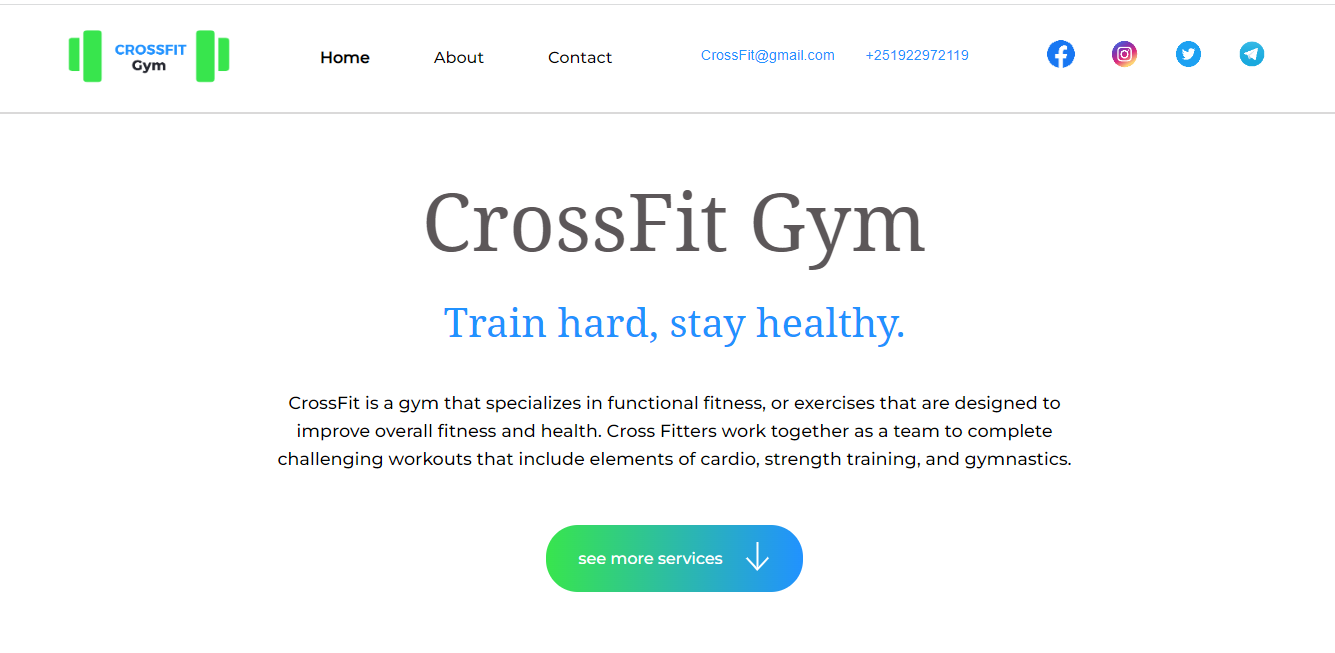 CROSSFIT
Gym
Home About Contact CrossFit@gmail.com +251922972119
CrossFit Gym
Train hard, stay healthy.
CrossFit is a gym that specializes in functional fitness, or exercises that are designed to
improve overall fitness and health. Cross Fitters work together as a team to complete
challenging workouts that include elements of cardio, strength training, and gymnastics.
see more services